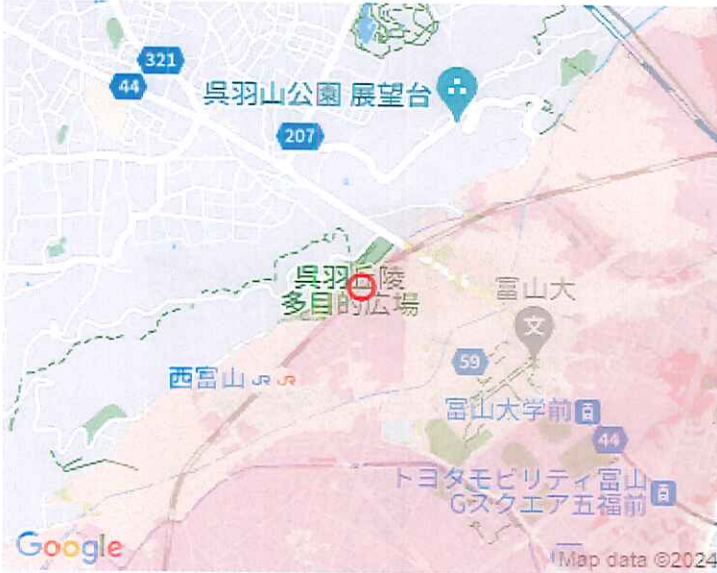 321
44
呉羽山公園 展望台
207
呉羽丘陵
多目的広場
富山大
文
59
西富山 JR JR
富山大学前
44
トヨタモビリティ富山
Gスクエア五福前
Google
Map data ©2024